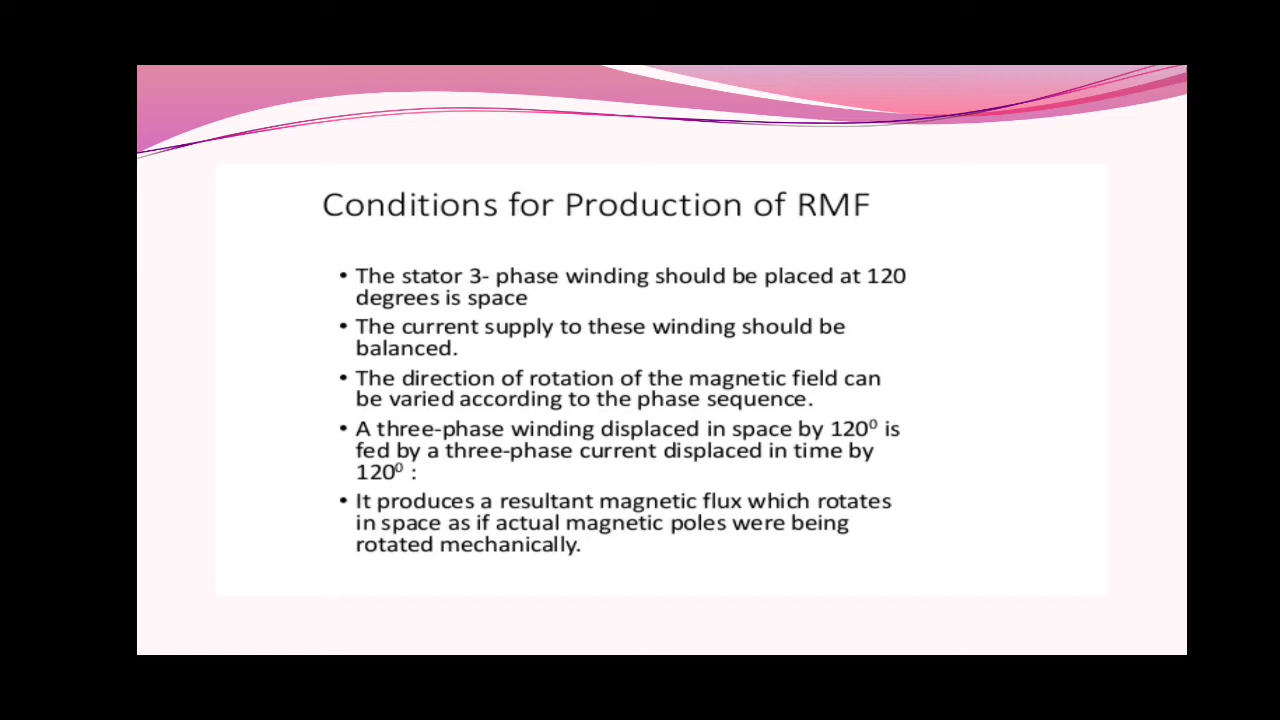 Conditions for Production of RMF
• The stator 3- phase winding should be placed at 120
degrees is space
• The current supply to these winding should be
balanced.
• The direction of rotation of the magnetic field can
be varied according to the phase sequence.
• A three-phase winding displaced in space by 120⁰ is
fed by a three-phase current displaced in time by
120⁰ :
• It produces a resultant magnetic flux which rotates
in space as if actual magnetic poles were being
rotated mechanically.